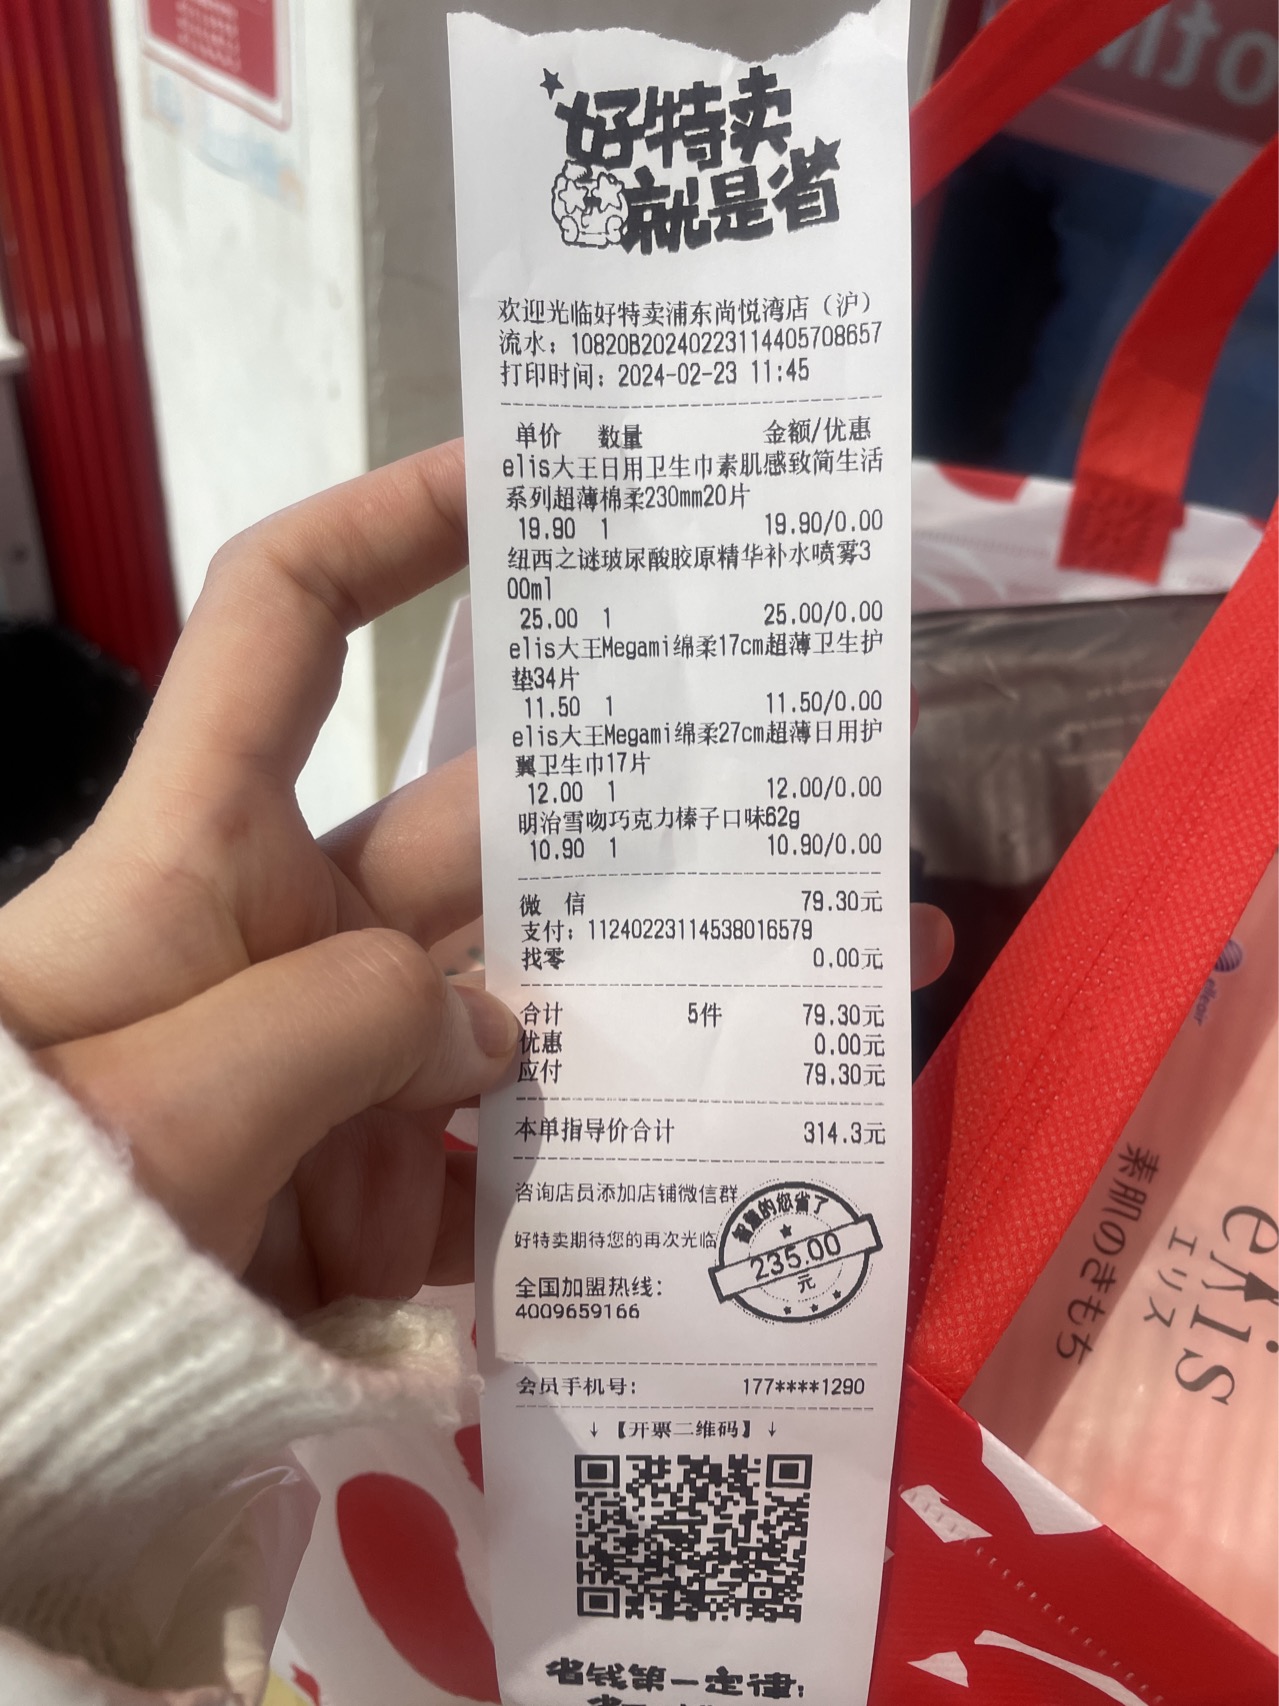 好特卖
就是省
欢迎光临好特卖浦东尚悦湾店（沪）
流水：10820B20240223114405708657
打印时间：2024-02-23 11:45
单价 数量 金额/优惠
elis大王日用卫生巾素肌感致简生活
系列超薄棉柔230mm20片
19.90 1 19.90/0.00
纽西之谜玻尿酸胶原精华补水喷雾3
00ml
25.00 1 25.00/0.00
elis大王Megami绵柔17cm超薄卫生护
垫34片
11.50 1 11.50/0.00
elis大王Megami绵柔27cm超薄日用护
翼卫生巾17片
12.00 1 12.00/0.00
明治雪吻巧克力榛子口味62g
10.90 1 10.90/0.00
微 信 79.30元
支付：11240223114538016579
找零 0.00元
合计 5件 79.30元
优惠 0.00元
应付 79.30元
本单指导价合计 314.3元
咨询店员添加店铺微信群
好特卖期待您的再次光临
全国加盟热线：
4009659166
智慧的您省了
235.00
元
会员手机号： 177****1290
↓【开票二维码】↓
省钱第一定律：
素肌のきもち
エリス
elis